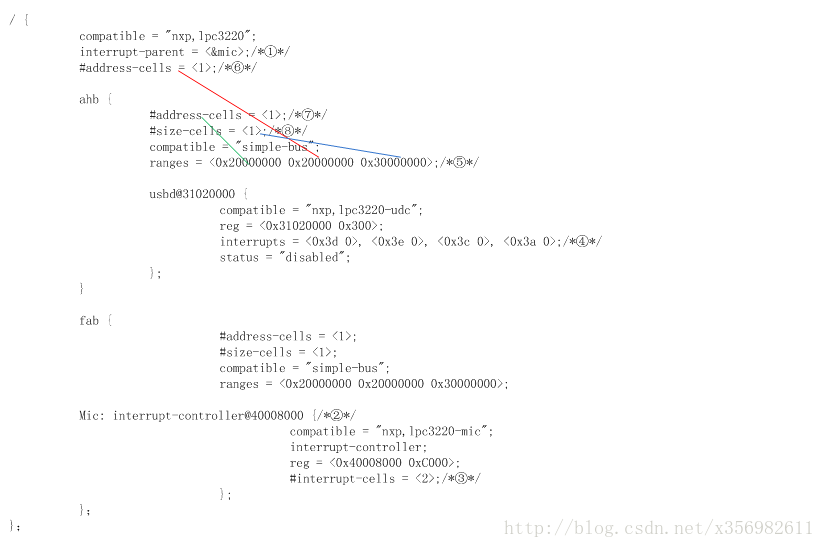 / {
compatible = "nxp,lpc3220";
interrupt-parent = <&mic>;/*①*/
#address-cells = <1>;/*⑥*/
ahb {
#address-cells = <1>;/*⑦*/
#size-cells = <1>;/*⑧*/
compatible = "simple-bus";
ranges = <0x20000000 0x20000000 0x30000000>;/*⑤*/
usbd@31020000 {
compatible = "nxp,lpc3220-udc";
reg = <0x31020000 0x300>;
interrupts = <0x3d 0>, <0x3e 0>, <0x3c 0>, <0x3a 0>;/*④*/
status = "disabled";
};
}
fab {
#address-cells = <1>;
#size-cells = <1>;
compatible = "simple-bus";
ranges = <0x20000000 0x20000000 0x30000000>;
Mic: interrupt-controller@40008000 {/*②*/
compatible = "nxp,lpc3220-mic";
interrupt-controller;
reg = <0x40008000 0xC000>;
#interrupt-cells = <2>;/*③*/
};
};
};
http://blog.csdn.net/x356982611